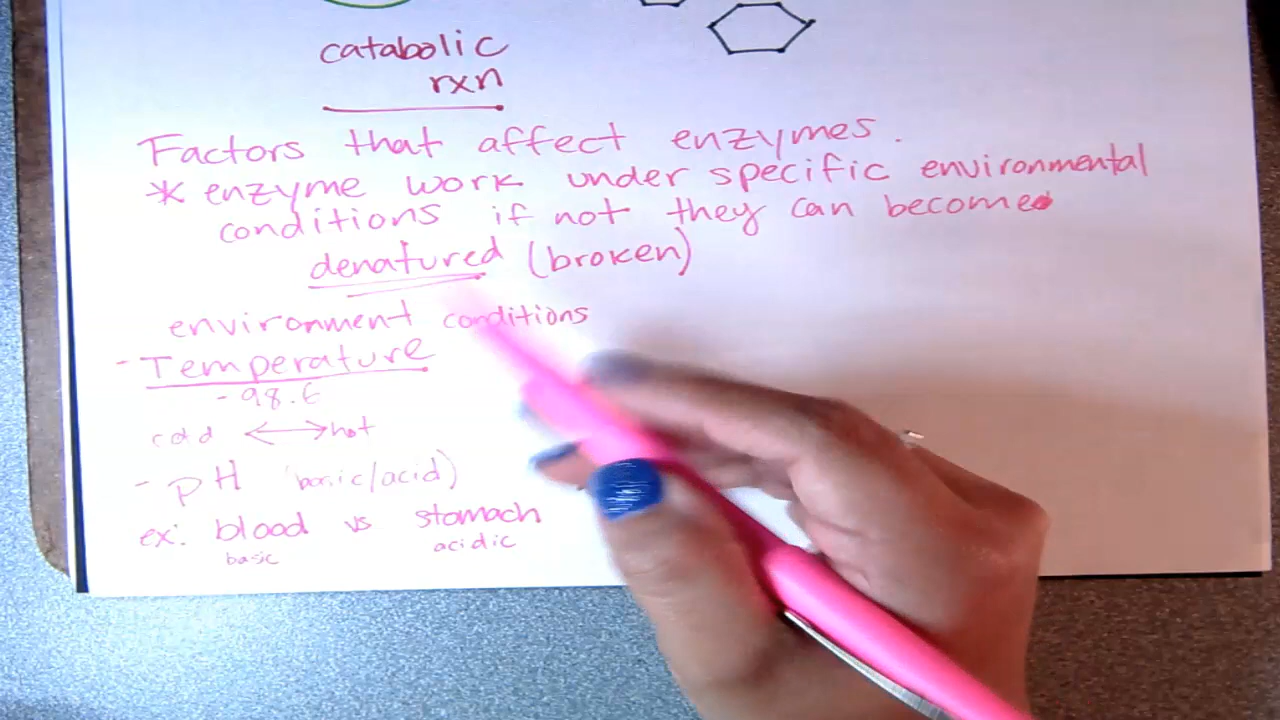 catabolic
rxn
Factors that affect enzymes.
* enzyme work under specific environmental
conditions if not they can become
denatured (broken)
environment conditions
- Temperature
- 98.6
cold ⟷ hot
- pH (basic/acid)
ex: blood vs stomach
basic acidic